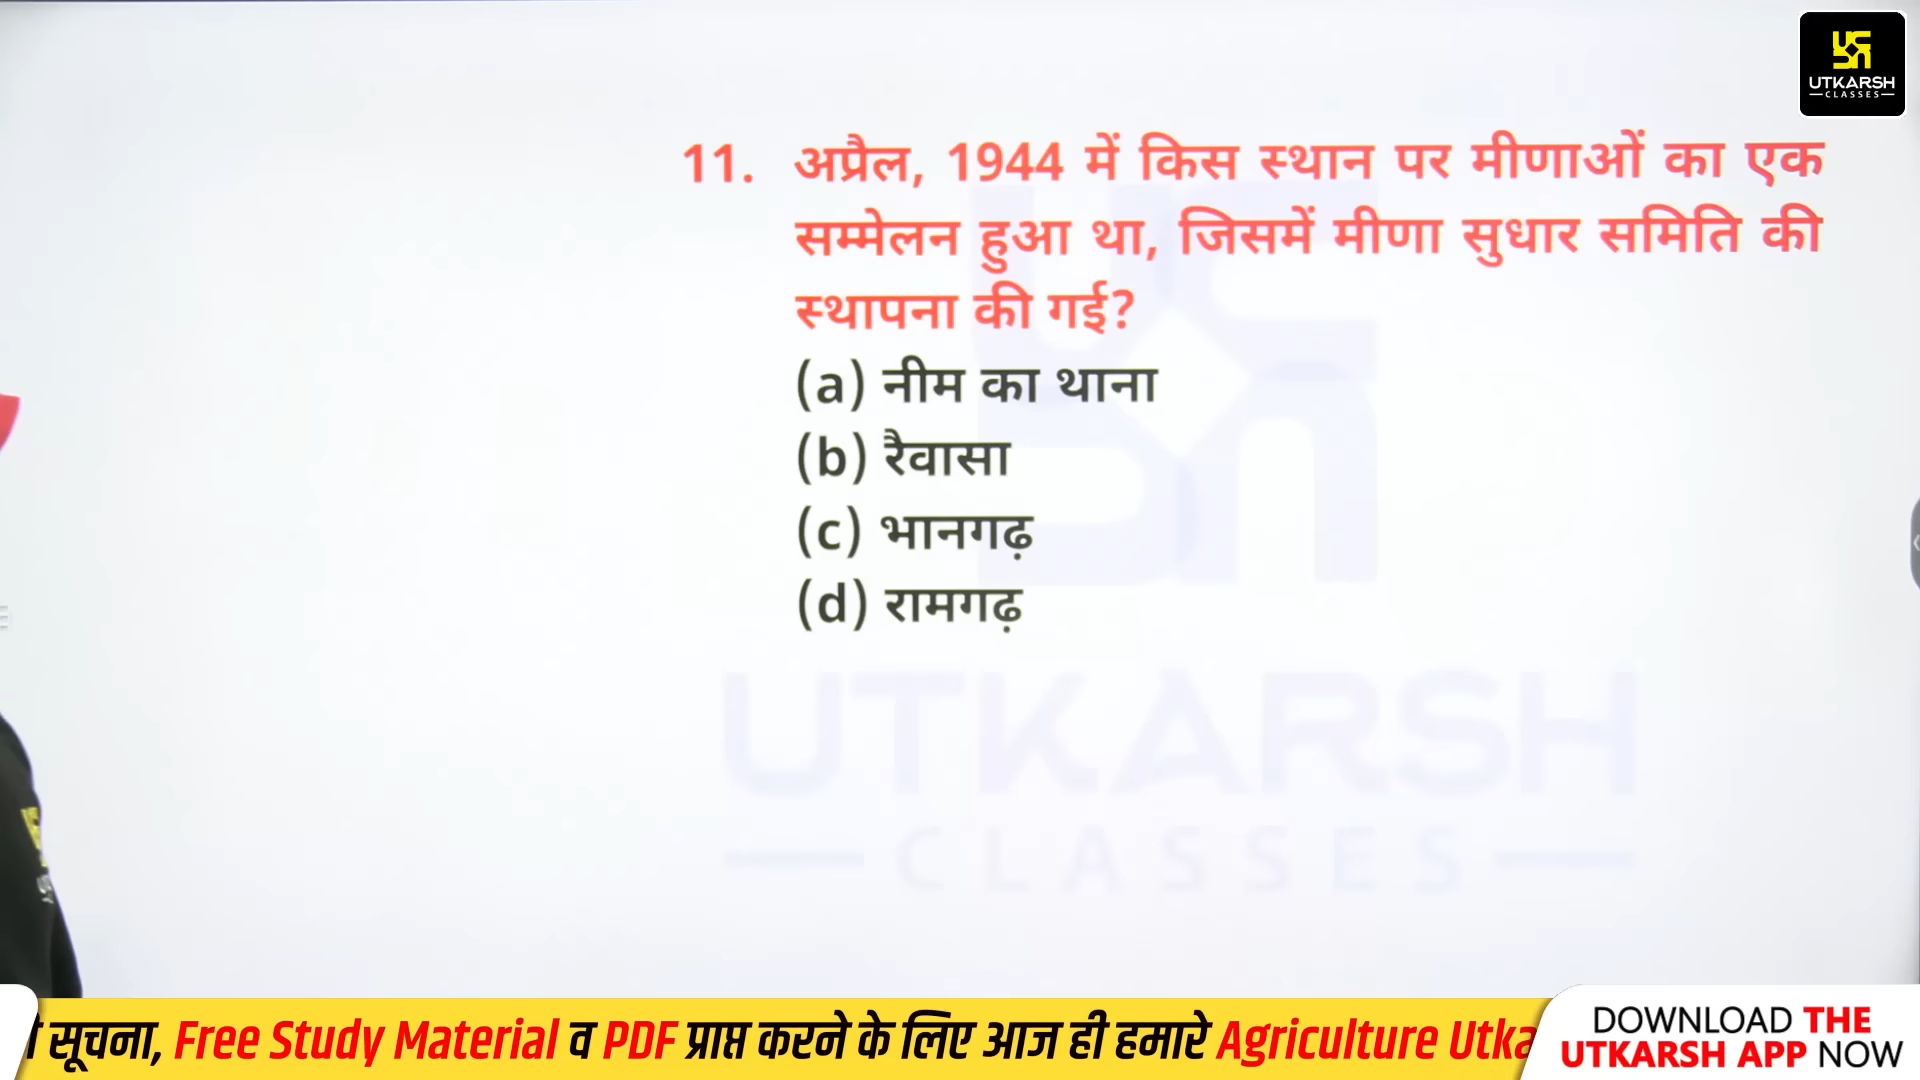 UTKARSH
CLASSES
11. अप्रैल, 1944 में किस स्थान पर मीणाओं का एक
सम्मेलन हुआ था, जिसमें मीणा सुधार समिति की
स्थापना की गई?
(a) नीम का थाना
(b) रैवासा
(c) भानगढ़
(d) रामगढ़
UTKARSH
CLASSES
सूचना, Free Study Material व PDF प्राप्त करने के लिए आज ही हमारे Agriculture
DOWNLOAD THE
UTKARSH APP NOW